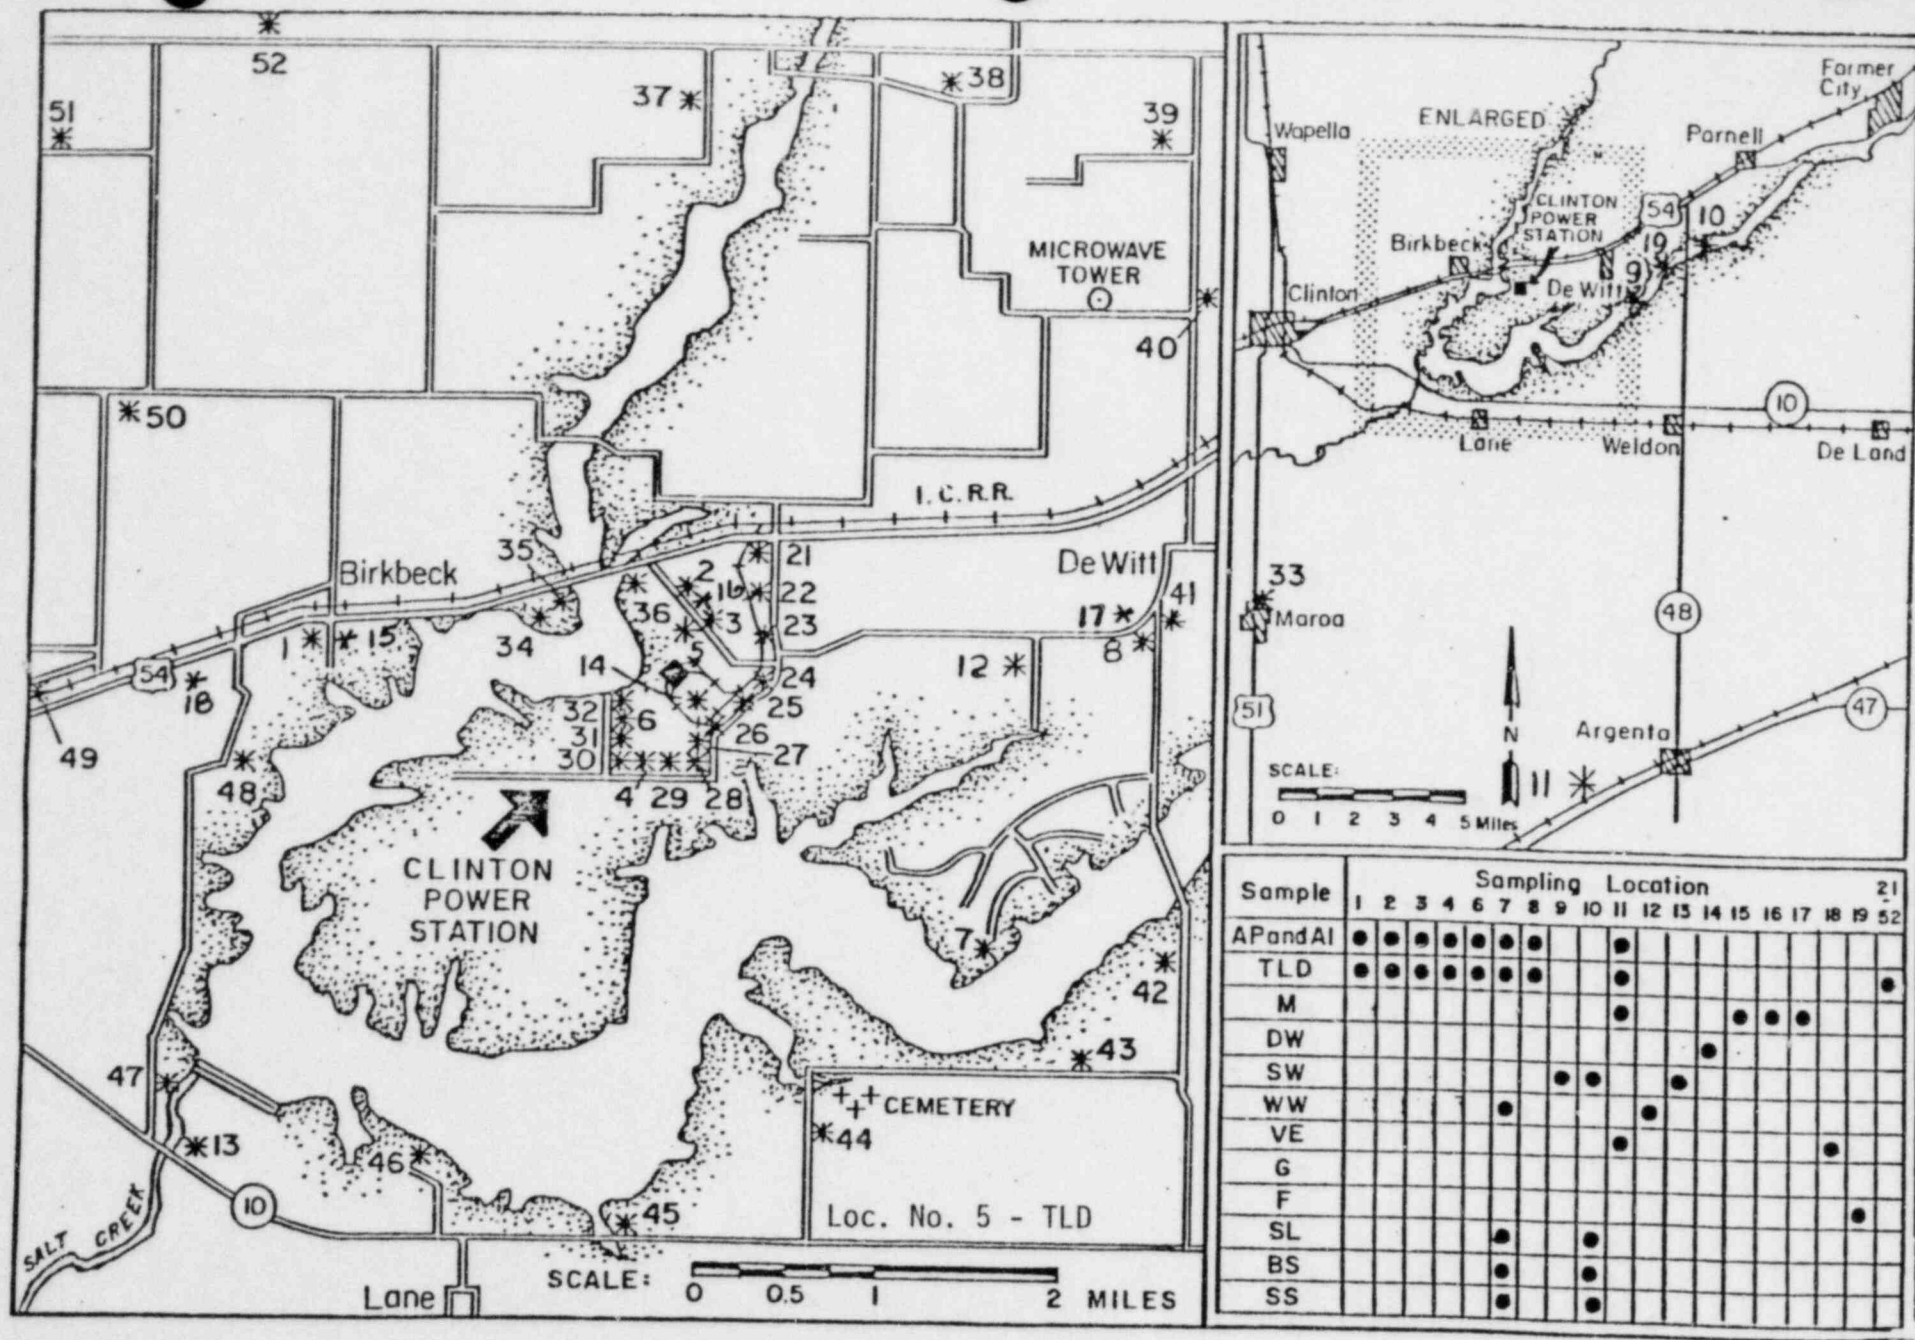 52
51
37
38
39
MICROWAVE
TOWER
40
50
I.C.R.R.
35
Birkbeck
21
De Witt
2
16
22
36
3
23
17
41
1
15
34
5
8
14
12
24
54
18
32
6
25
31
26
49
30
27
48
4 29 28
CLINTON
POWER
STATION
7
42
47
43
CEMETERY
13
44
46
10
45
Loc. No. 5 - TLD
SALT CREEK
Lane
SCALE:
0 0.5 1 2 MILES
Farmer
City
ENLARGED
Wapella
Parnell
CLINTON
POWER
STATION
54
10
Birkbeck
19
9
De Witt
Clinton
10
Lane
Weldon
De Land
33
Maroa
48
51
N
47
Argenta
SCALE:
11
0 1 2 3 4 5 Miles
Sample
Sampling Location
1 2 3 4 6 7 8 9 10 11 12 13 14 15 16 17 18 19 21-52
AP and AI
TLD
M
DW
SW
WW
VE
G
F
SL
BS
SS